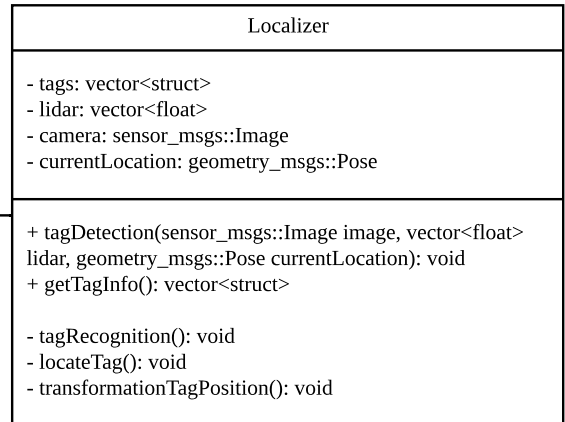 Localizer
- tags: vector<struct>
- lidar: vector<float>
- camera: sensor_msgs::Image
- currentLocation: geometry_msgs::Pose
+ tagDetection(sensor_msgs::Image image, vector<float>
lidar, geometry_msgs::Pose currentLocation): void
+ getTagInfo(): vector<struct>
- tagRecognition(): void
- locateTag(): void
- transformationTagPosition(): void